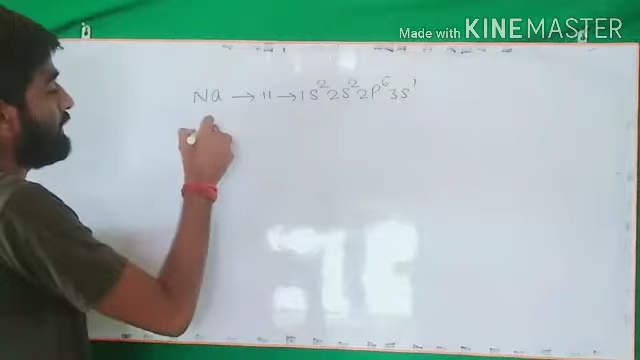 Made with KINEMASTER
Na → 11 → 1S² 2S² 2P⁶ 3S¹